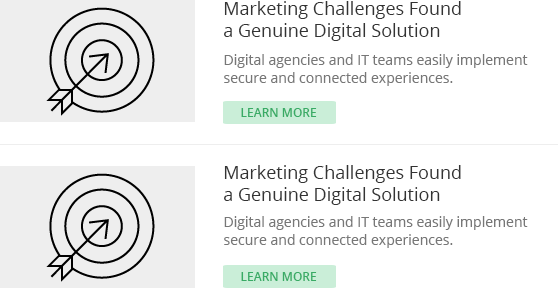 Marketing Challenges Found
a Genuine Digital Solution
Digital agencies and IT teams easily implement
secure and connected experiences.
LEARN MORE
Marketing Challenges Found
a Genuine Digital Solution
Digital agencies and IT teams easily implement
secure and connected experiences.
LEARN MORE